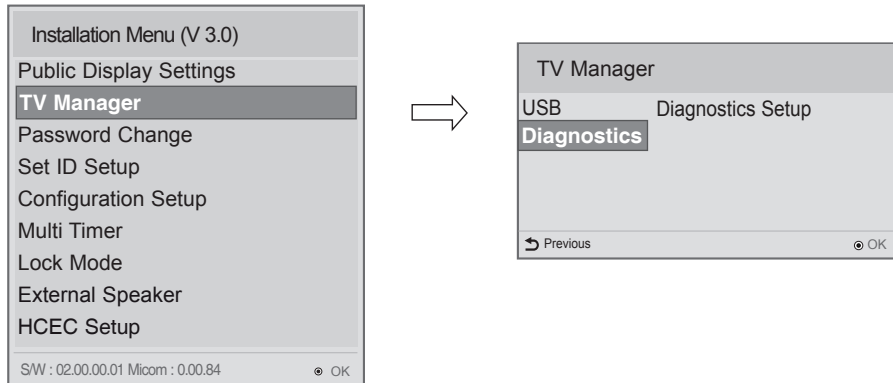 Installation Menu (V 3.0)
Public Display Settings
TV Manager
Password Change
Set ID Setup
Configuration Setup
Multi Timer
Lock Mode
External Speaker
HCEC Setup
S/W : 02.00.00.01 Micom : 0.00.84 OK
TV Manager
USB Diagnostics Setup
Diagnostics
Previous OK